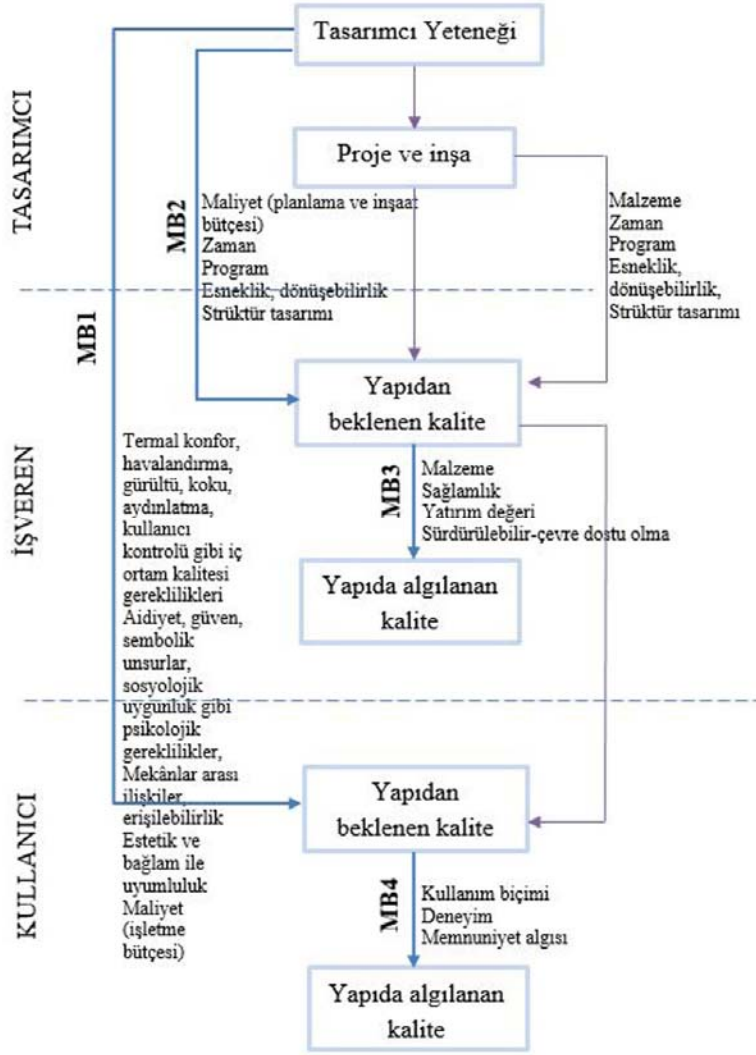 Tasarımcı Yeteneği
TASARIMCI
Proje ve inşa
MB2
Maliyet (planlama ve inşaat
bütçesi)
Zaman
Program
Esneklik, dönüşebilirlik
Strüktür tasarımı
Malzeme
Zaman
Program
Esneklik,
dönüşebilirlik,
Strüktür tasarımı
MB1
İŞVEREN
Yapıdan
beklenen kalite
MB3
Malzeme
Sağlamlık
Yatırım değeri
Sürdürülebilir-çevre dostu olma
Yapıda algılanan
kalite
Termal konfor,
havalandırma,
gürültü, koku,
aydınlatma,
kullanıcı
kontrolü gibi iç
ortam kalitesi
gereklilikleri
Aidiyet, güven,
sembolik
unsurlar,
sosyolojik
uygunluk gibi
psikolojik
gereklilikler,
Mekânlar arası
ilişkiler,
erişilebilirlik
Estetik ve
bağlam ile
uyumluluk
Maliyet
(işletme
bütçesi)
KULLANICI
Yapıdan
beklenen kalite
MB4
Kullanım biçimi
Deneyim
Memnuniyet algısı
Yapıda algılanan
kalite